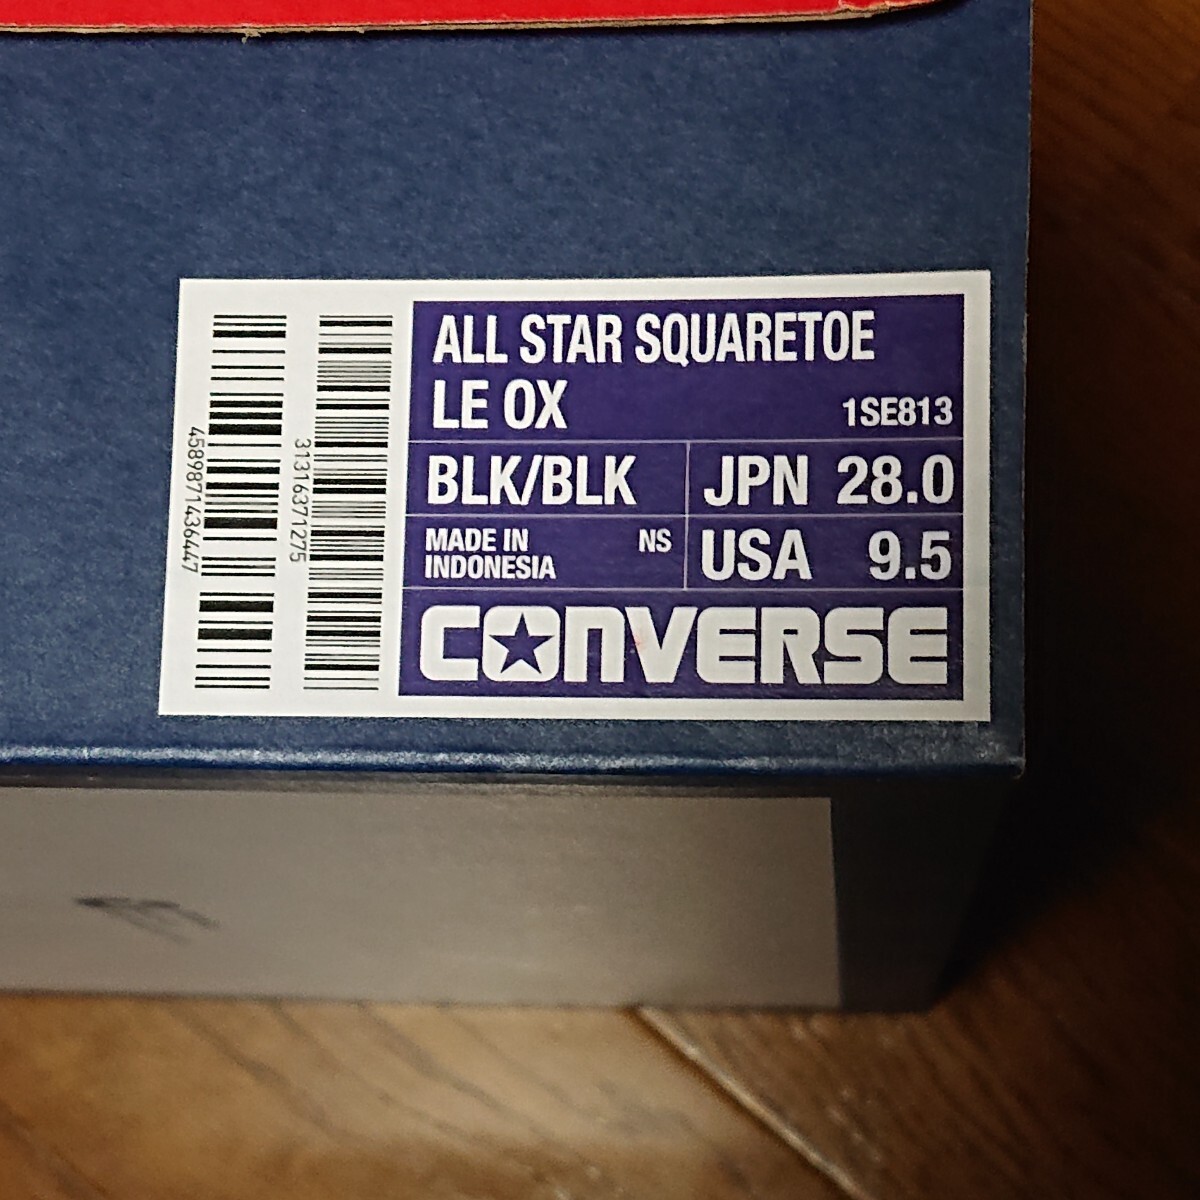 ALL STAR SQUARETOE
LE OX 1SE813
BLK/BLK JPN 28.0
MADE IN INDONESIA NS USA 9.5
CONVERSE
4589871436447
3131637127​5